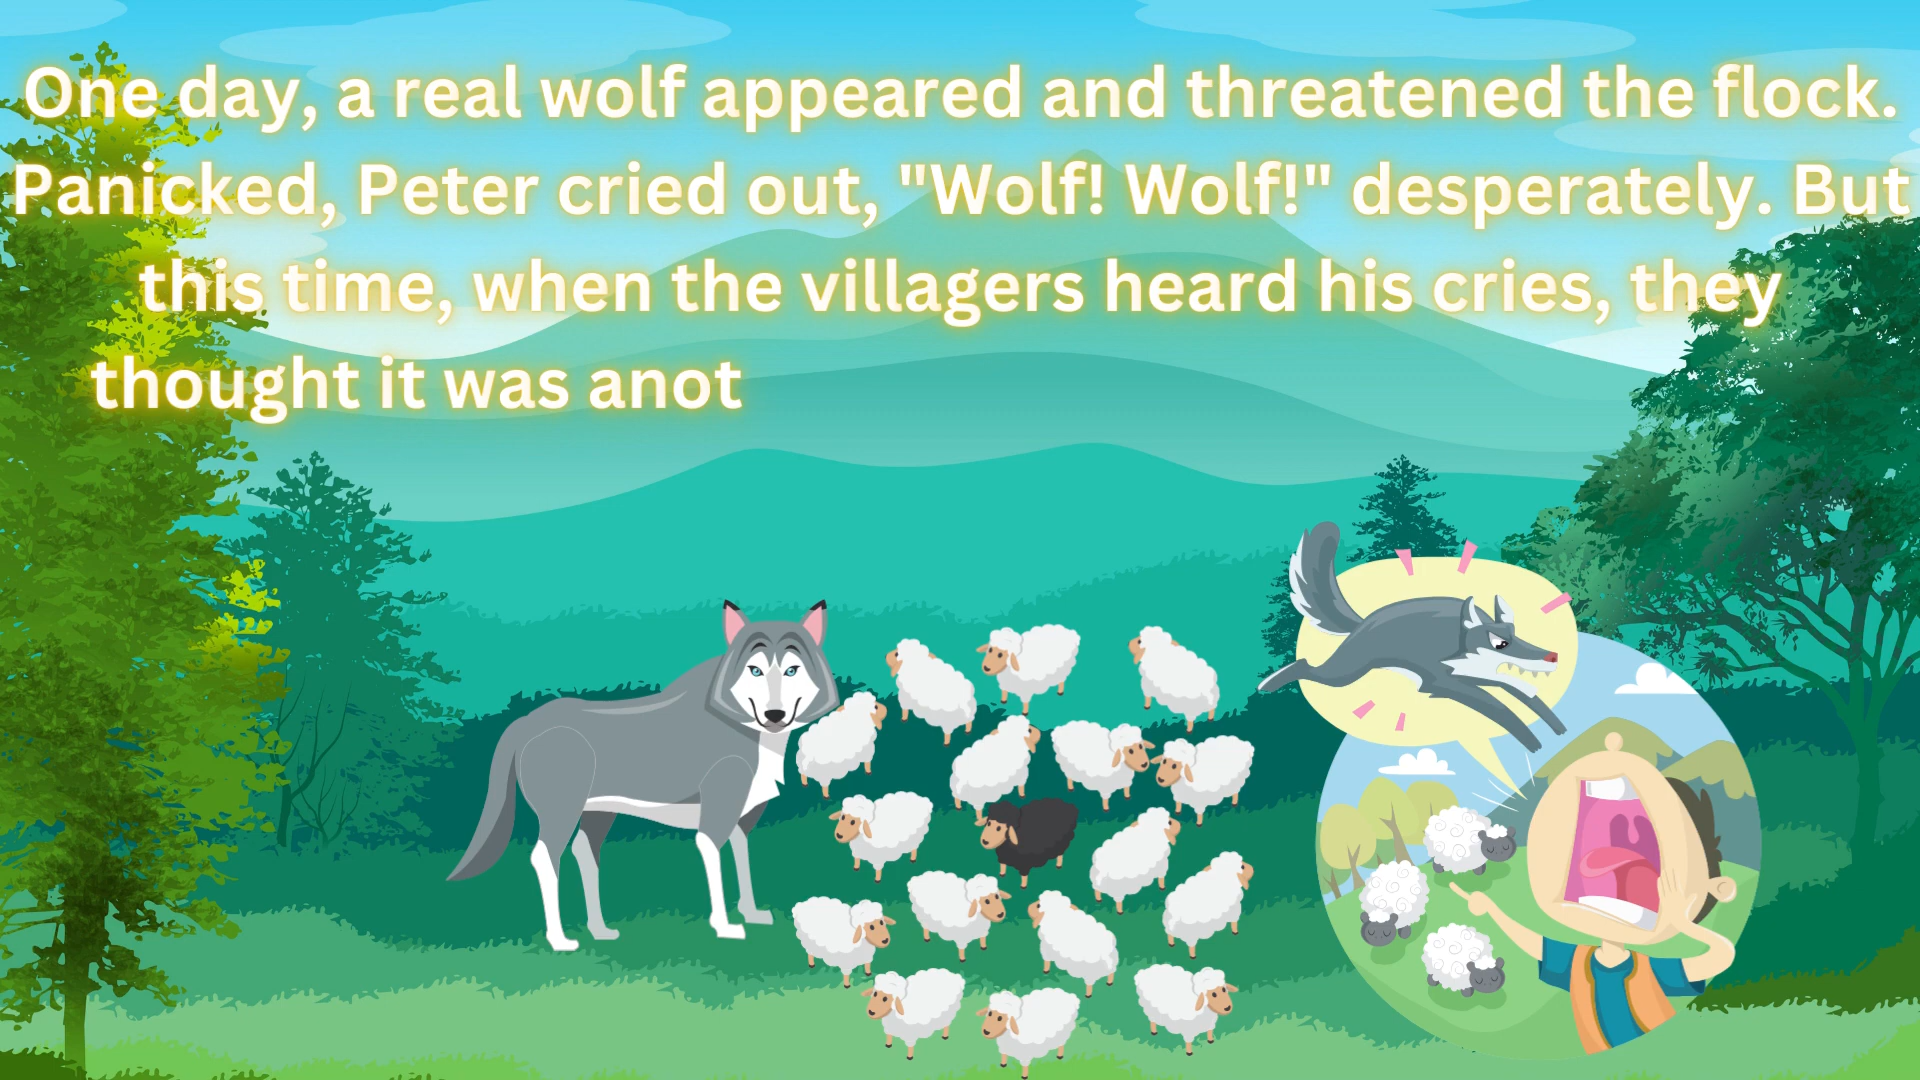 One day, a real wolf appeared and threatened the flock.
Panicked, Peter cried out, "Wolf! Wolf!" desperately. But
this time, when the villagers heard his cries, they
thought it was anot